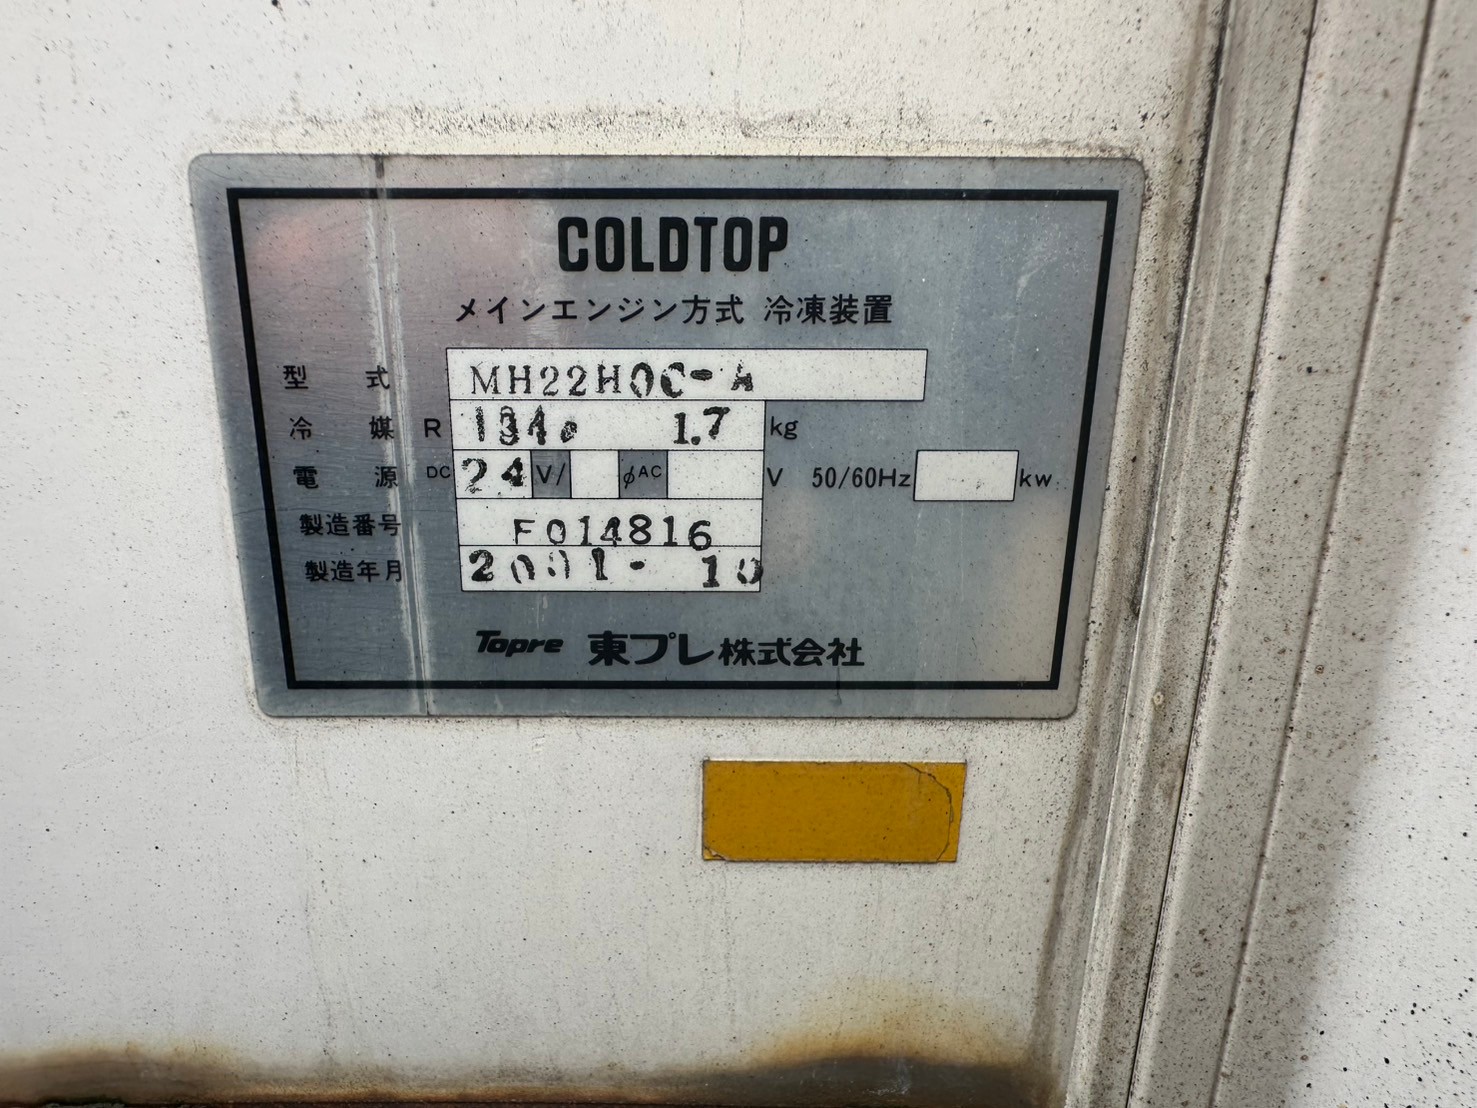 COLDTOP
メインエンジン方式 冷凍装置
型式 MH22H0C-A
冷媒 R 134a 1.7 kg
電源 DC 24 V/ φAC V 50/60Hz kw
製造番号 F014816
製造年月 2001- 10
Topre 東プレ株式会社